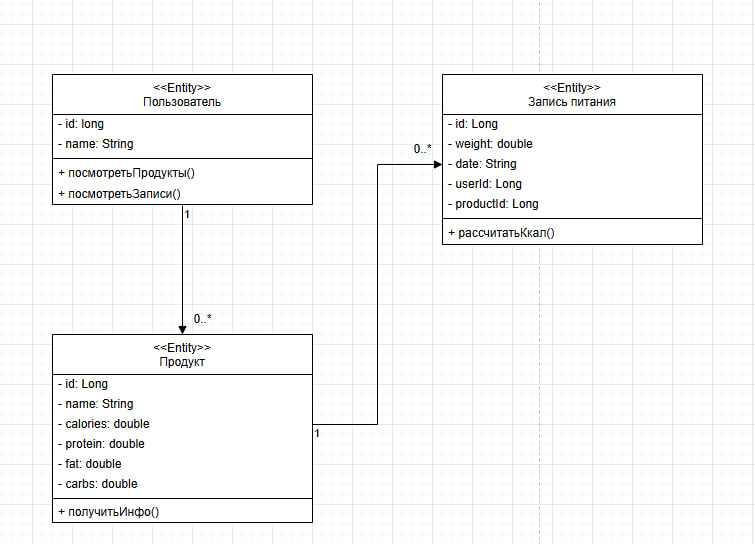 <<Entity>>
Пользователь
- id: long
- name: String
+ посмотретьПродукты()
+ посмотретьЗаписи()
1
0..*
<<Entity>>
Продукт
- id: Long
- name: String
- calories: double
- protein: double
- fat: double
- carbs: double
+ получитьИнфо()
1
0..*
<<Entity>>
Запись питания
- id: Long
- weight: double
- date: String
- userId: Long
- productId: Long
+ рассчитатьКкал()